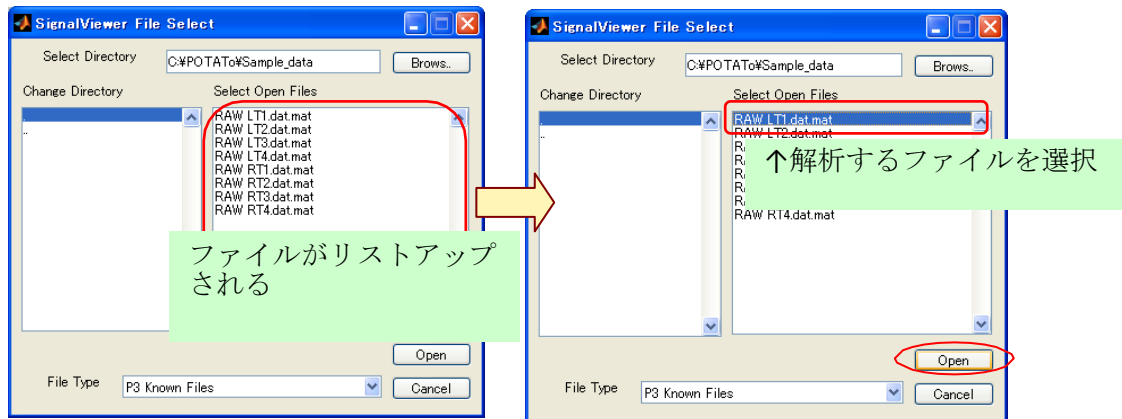 SignalViewer File Select
Select Directory
C:¥POTATo¥Sample_data
Brows..
Change Directory
Select Open Files
.
..
RAW LT1.dat.mat
RAW LT2.dat.mat
RAW LT3.dat.mat
RAW LT4.dat.mat
RAW RT1.dat.mat
RAW RT2.dat.mat
RAW RT3.dat.mat
RAW RT4.dat.mat
ファイルがリストアップ
される
Open
File Type
P3 Known Files
Cancel
SignalViewer File Select
Select Directory
C:¥POTATo¥Sample_data
Brows..
Change Directory
Select Open Files
.
..
RAW LT1.dat.mat
RAW LT2.dat.mat
↑解析するファイルを選択
RAW RT4.dat.mat
Open
File Type
P3 Known Files
Cancel